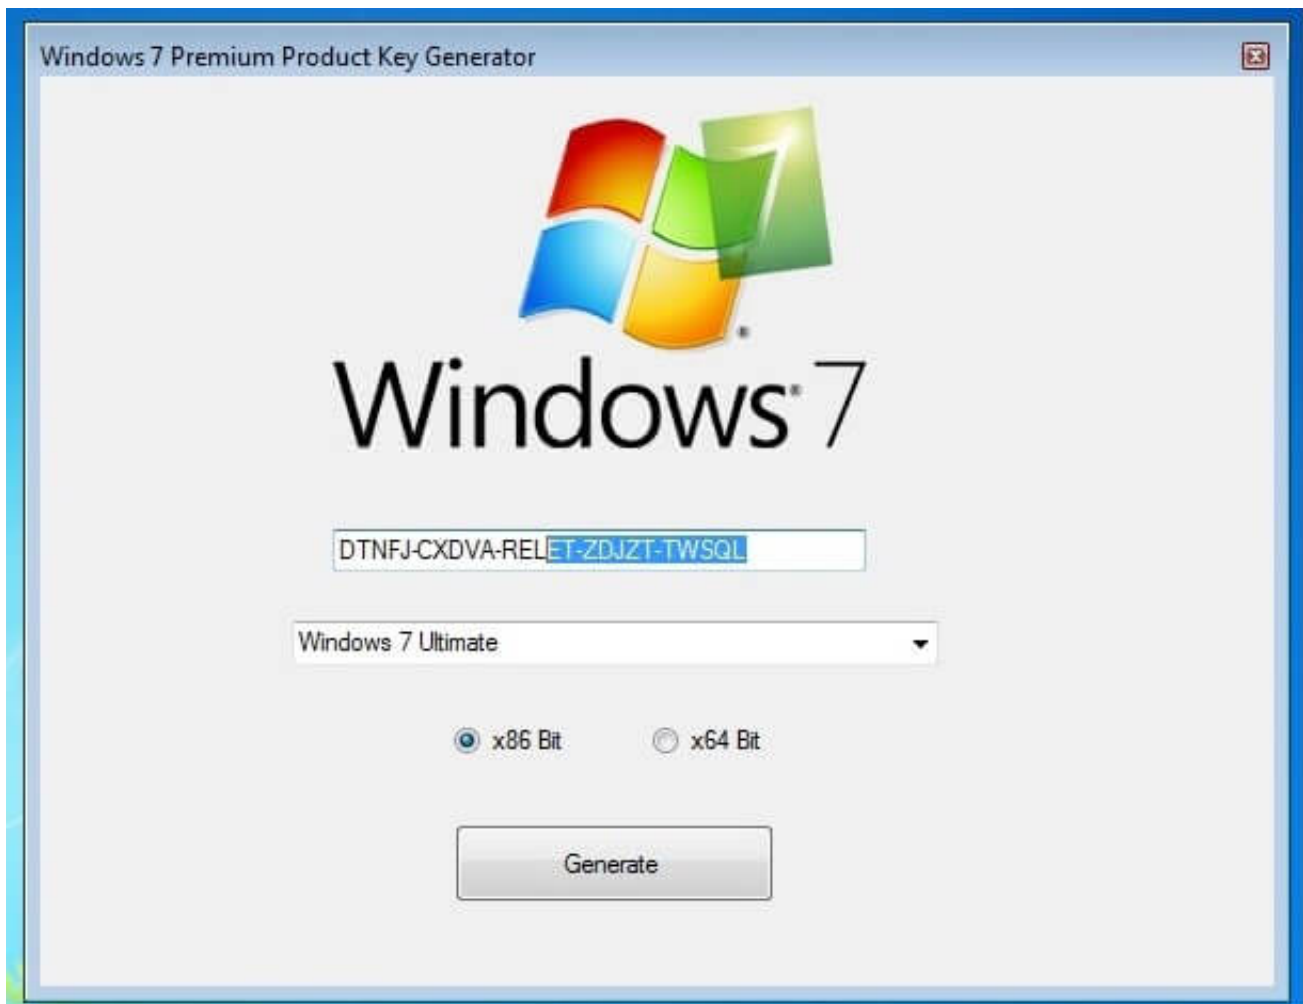 Windows 7 Premium Product Key Generator
Windows® 7
DTNFJ-CXDVA-RELET-ZDJZT-TWSQL
Windows 7 Ultimate
x86 Bit x64 Bit
Generate